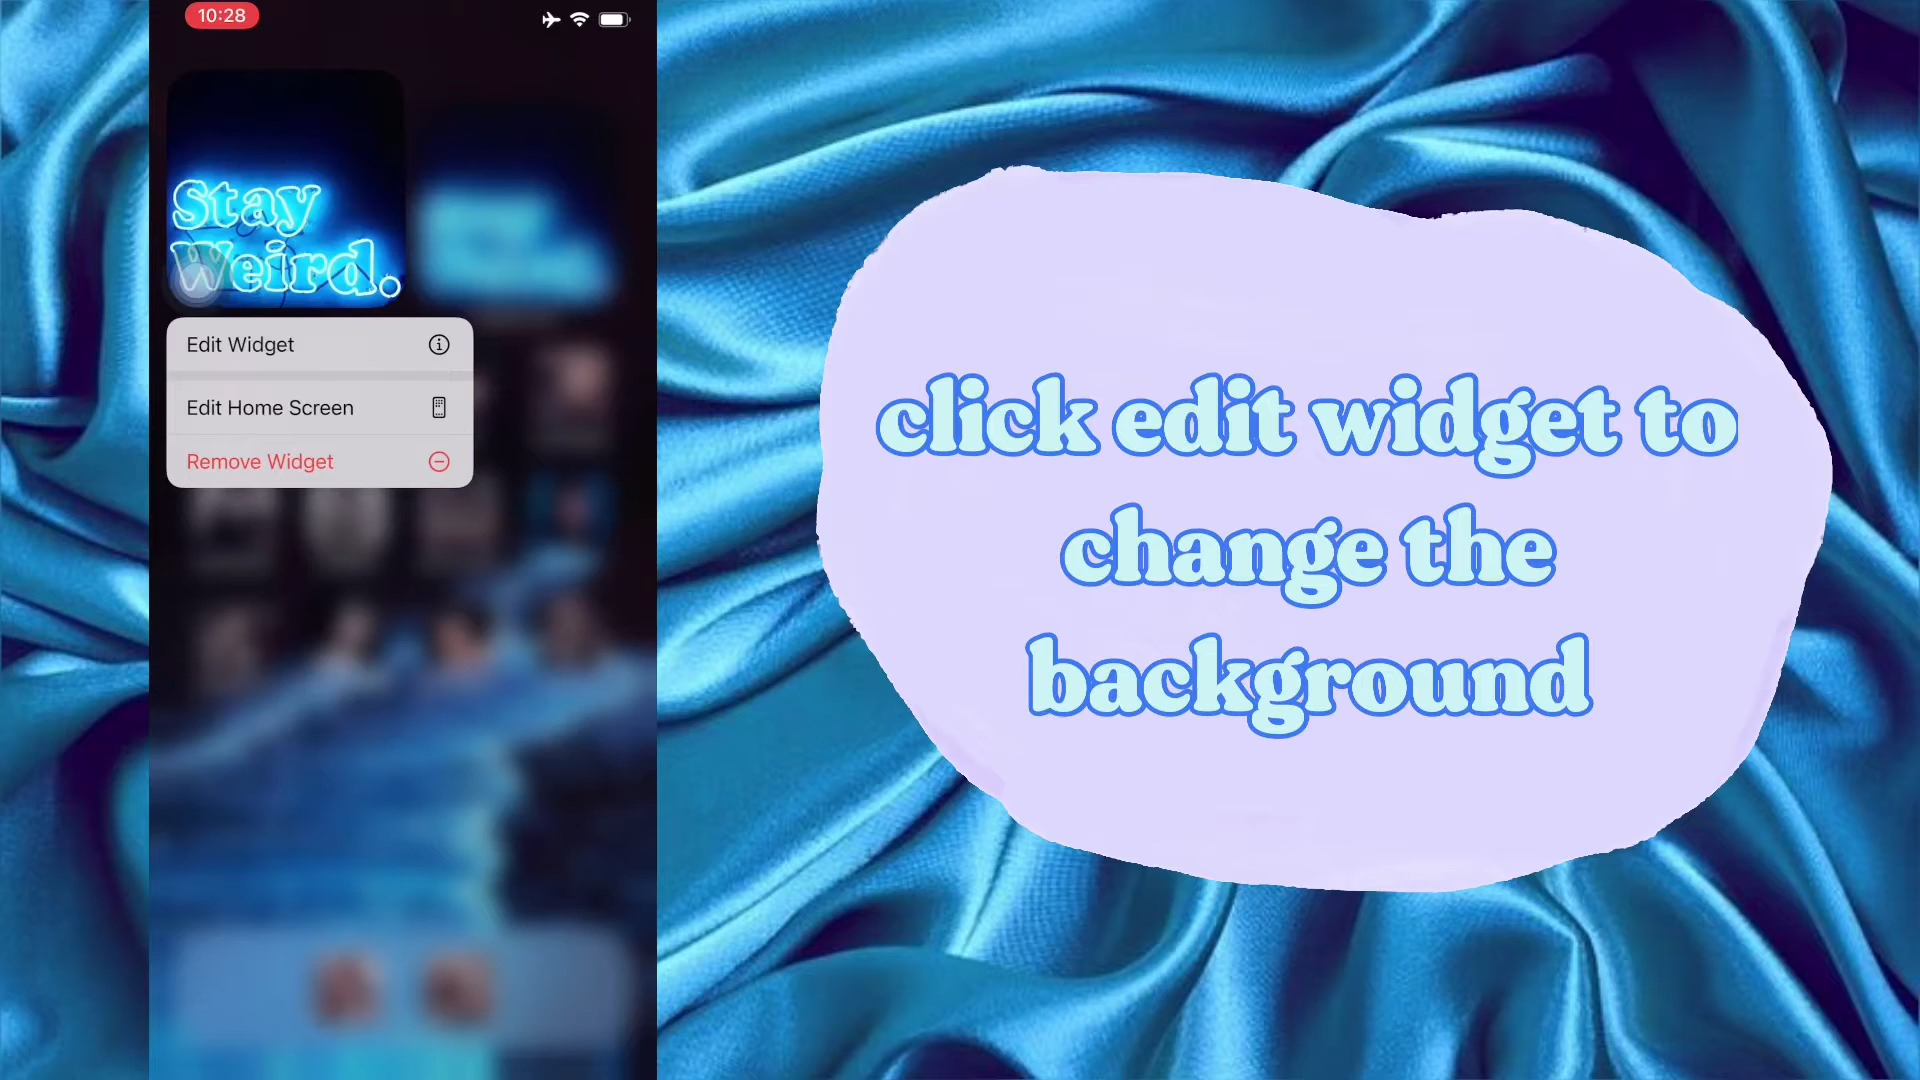 10:28
Stay
Weird.
Edit Widget
Edit Home Screen
Remove Widget
click edit widget to
change the
background